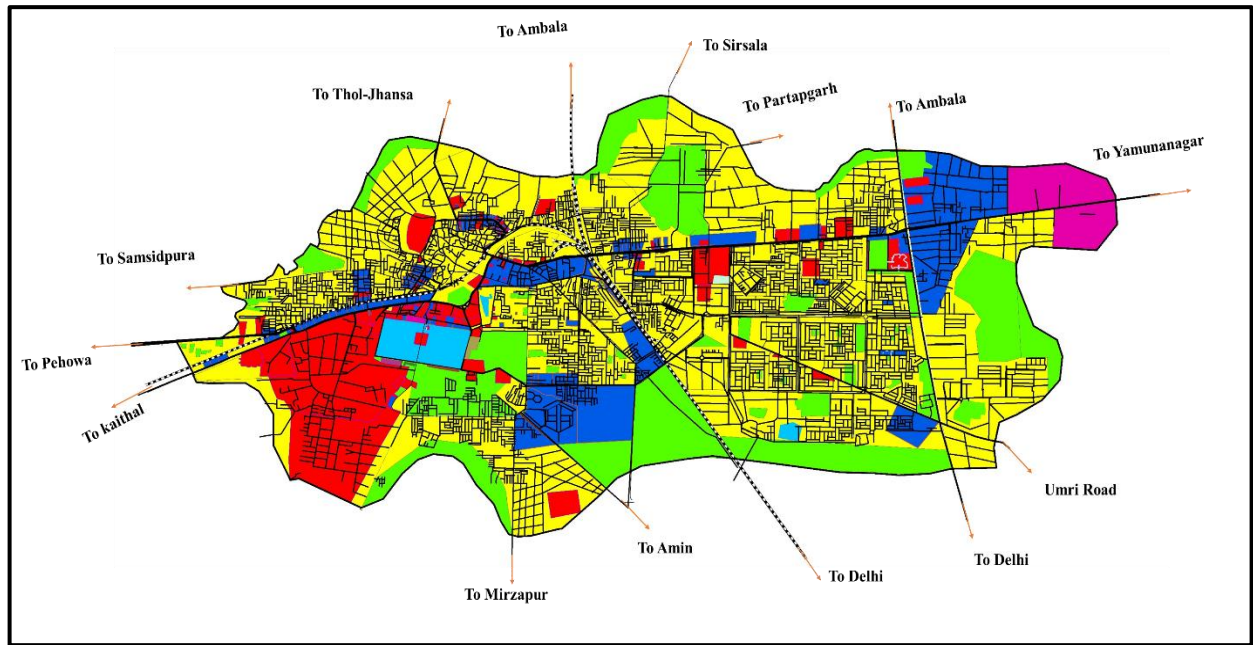 To Ambala
To Sirsala
To Thol-Jhansa
To Partapgarh
To Ambala
To Yamunanagar
To Samsidpura
To Pehowa
To kaithal
Umri Road
To Amin
To Delhi
To Delhi
To Mirzapur